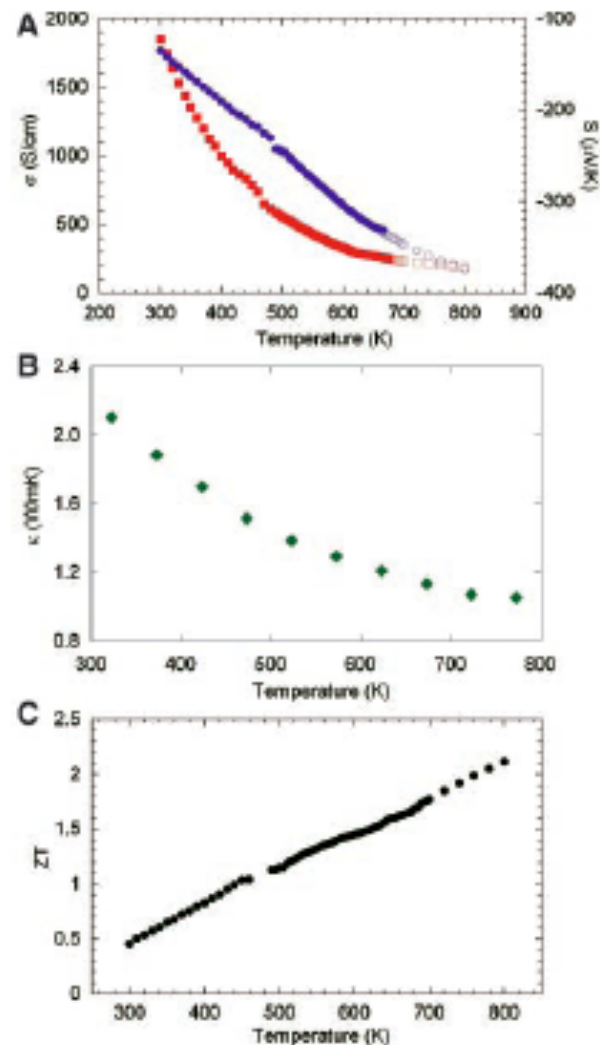 A
2000
1500
1000
500
0
σ (S/cm)
-100
-200
-300
-400
S (μV/K)
200 300 400 500 600 700 800 900
Temperature (K)
B
2.4
2.0
1.6
1.2
0.8
κ (W/mK)
300 400 500 600 700 800
Temperature (K)
C
2.5
2
1.5
1
0.5
0
ZT
300 400 500 600 700 800
Temperature (K)